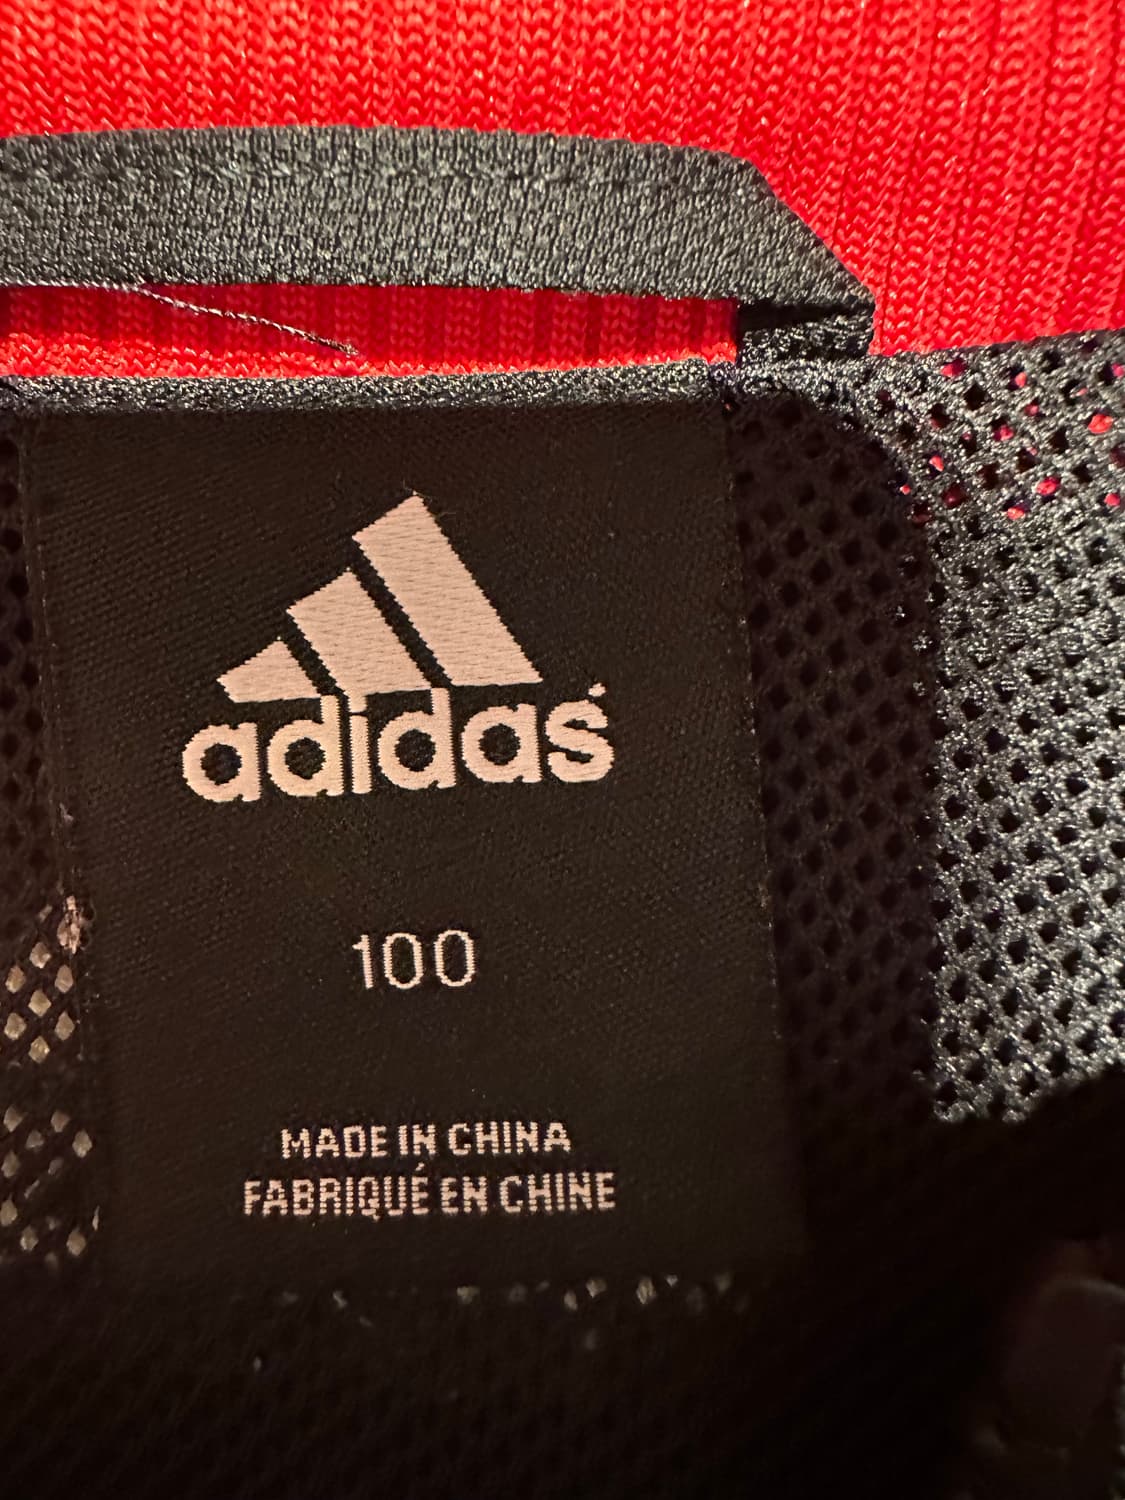 adidas
100
MADE IN CHINA
FABRIQUÉ EN CHINE